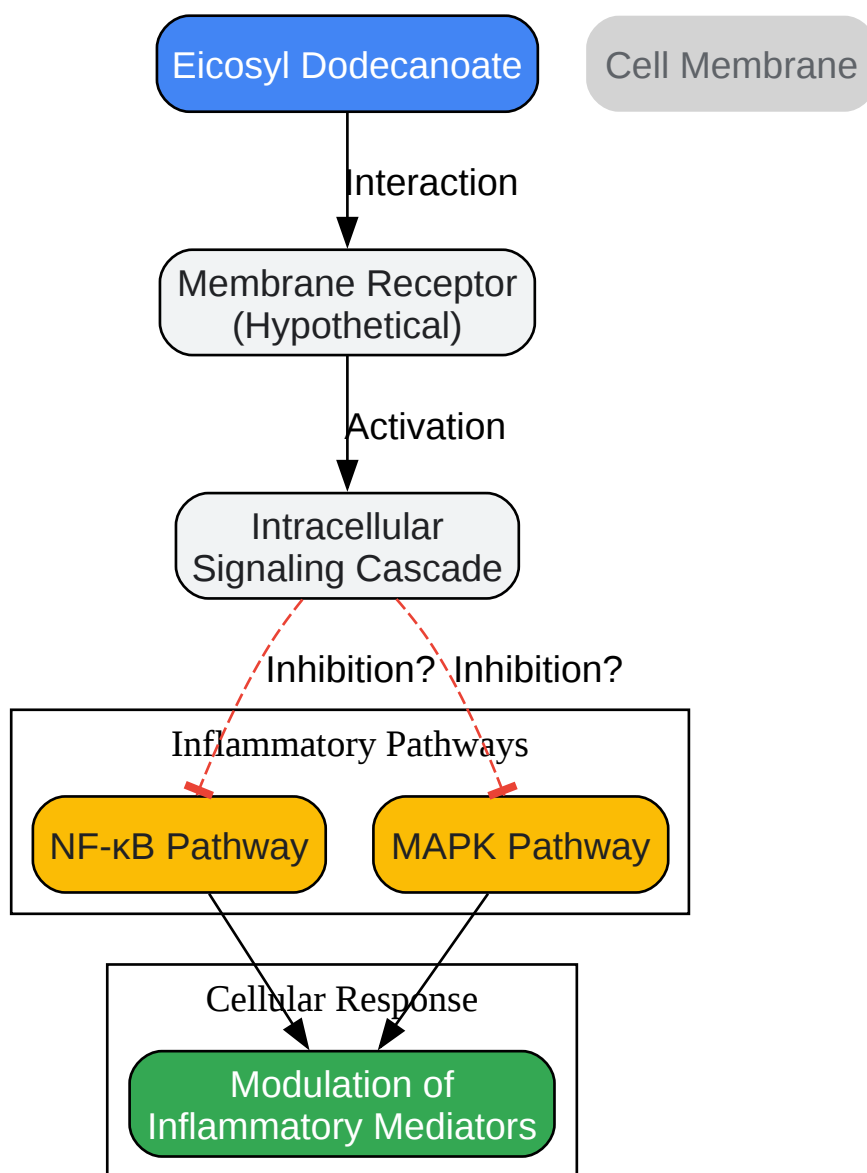 Eicosyl Dodecanoate
Cell Membrane
Interaction
Membrane Receptor
(Hypothetical)
Activation
Intracellular
Signaling Cascade
Inhibition?
Inhibition?
Inflammatory Pathways
NF-κB Pathway
MAPK Pathway
Cellular Response
Modulation of
Inflammatory Mediators